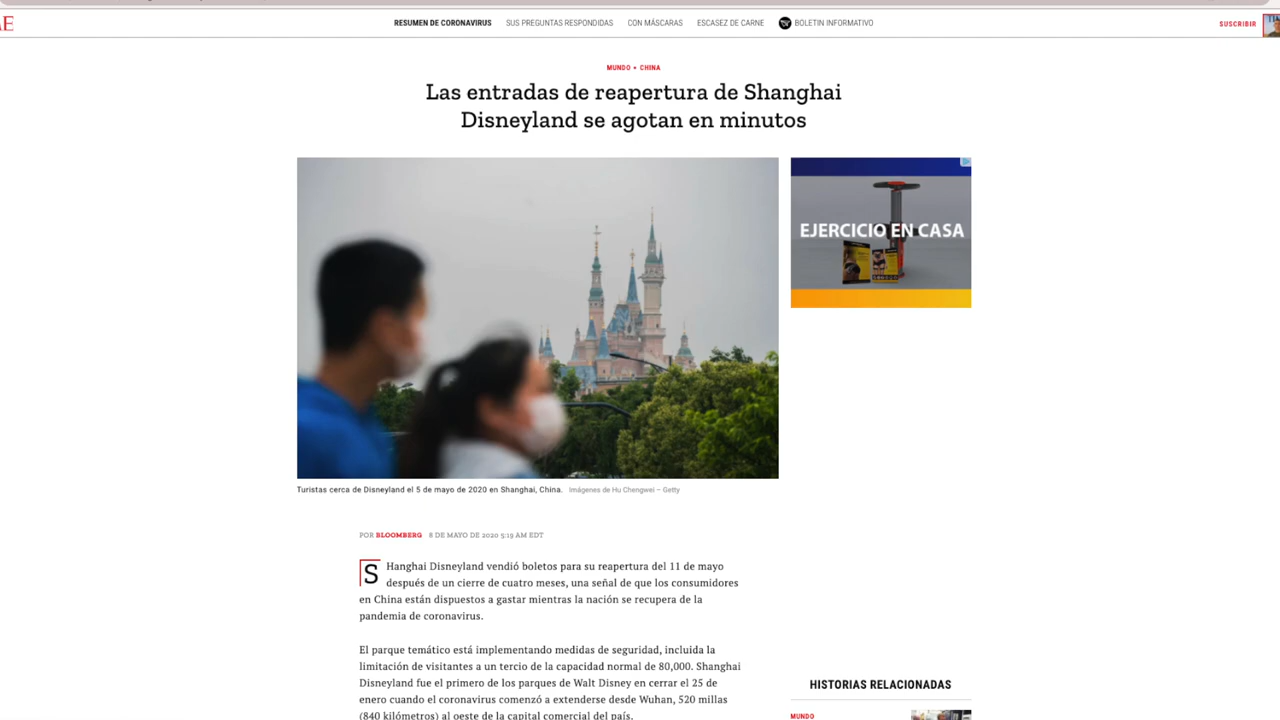 RESUMEN DE CORONAVIRUS SUS PREGUNTAS RESPONDIDAS CON MÁSCARAS ESCASEZ DE CARNE BOLETIN INFORMATIVO SUSCRIBIR
MUNDO • CHINA
Las entradas de reapertura de Shanghai
Disneyland se agotan en minutos
EJERCICIO EN CASA
Turistas cerca de Disneyland el 5 de mayo de 2020 en Shanghai, China. Imágenes de Hu Chengwei – Getty
POR BLOOMBERG 8 DE MAYO DE 2020 5:19 AM EDT
SHanghai Disneyland vendió boletos para su reapertura del 11 de mayo
después de un cierre de cuatro meses, una señal de que los consumidores
en China están dispuestos a gastar mientras la nación se recupera de la
pandemia de coronavirus.
El parque temático está implementando medidas de seguridad, incluida la
limitación de visitantes a un tercio de la capacidad normal de 80,000. Shanghai
Disneyland fue el primero de los parques de Walt Disney en cerrar el 25 de
enero cuando el coronavirus comenzó a extenderse desde Wuhan, 520 millas
(840 kilómetros) al oeste de la capital comercial del país.
HISTORIAS RELACIONADAS
MUNDO